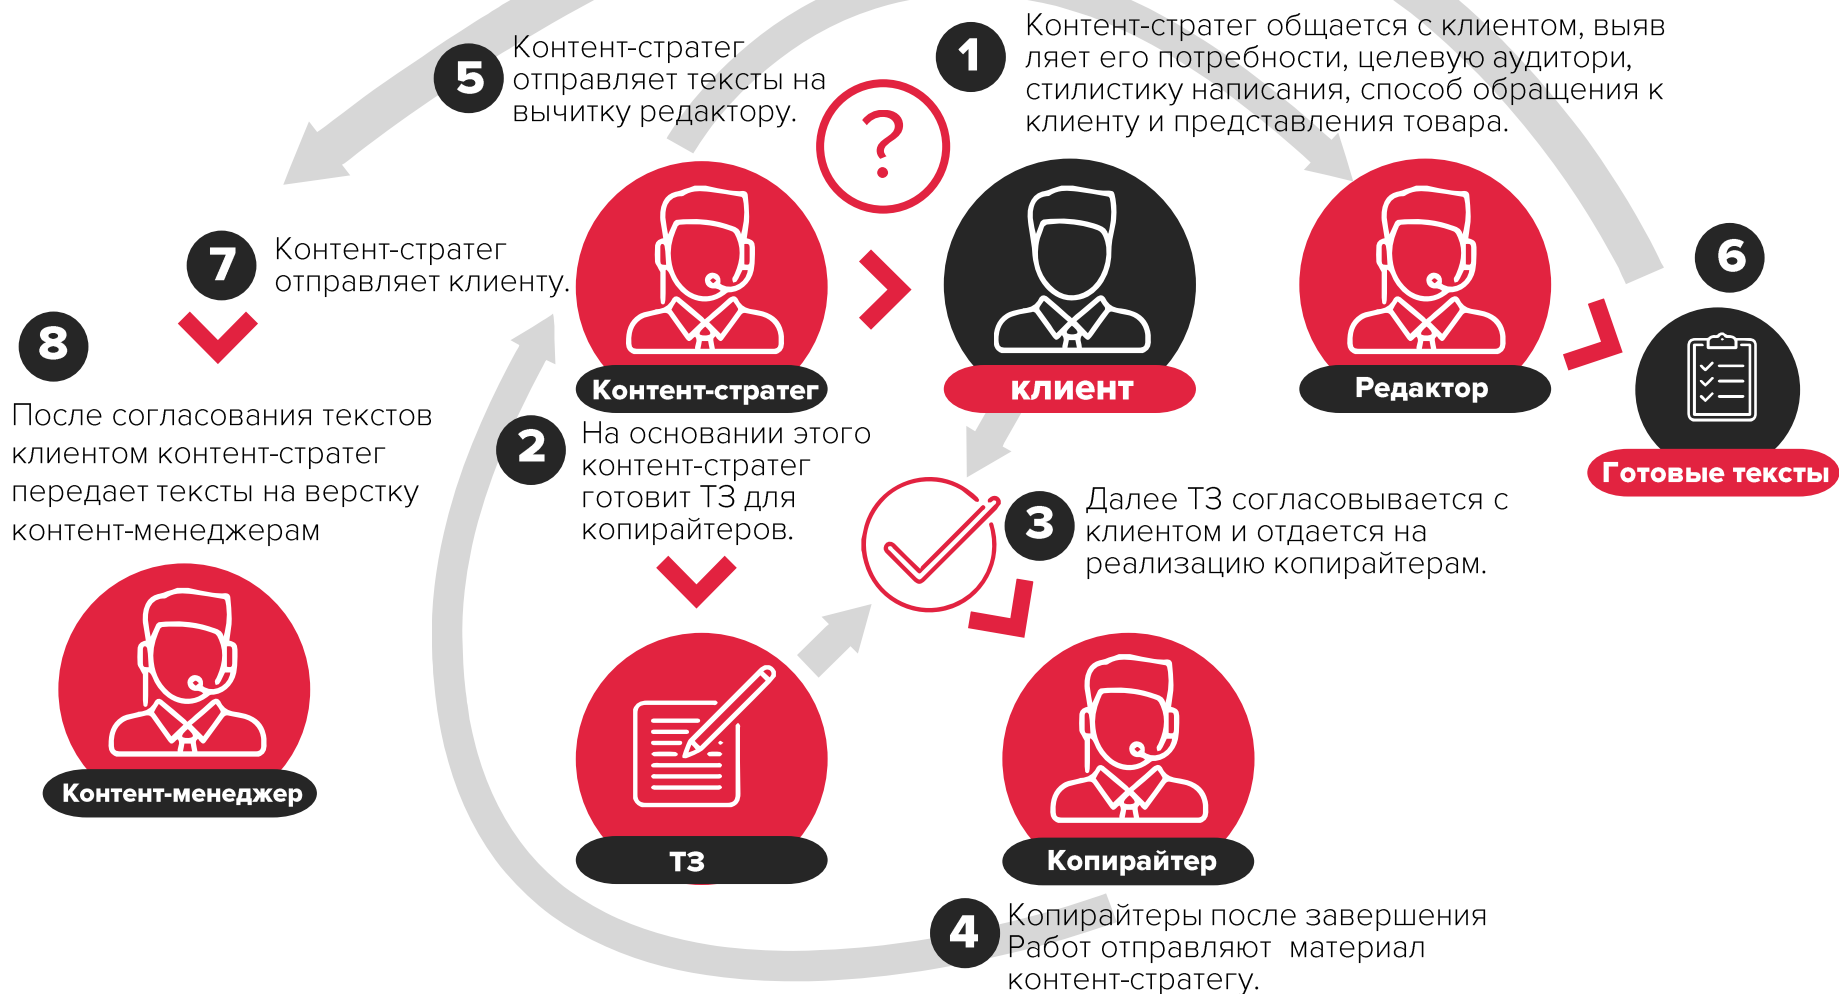 1
Контент-стратег общается с клиентом, выяв
ляет его потребности, целевую аудитори,
стилистику написания, способ обращения к
клиенту и представления товара.
5
Контент-стратег
отправляет тексты на
вычитку редактору.
?
7
Контент-стратег
отправляет клиенту.
6
8
После согласования текстов
клиентом контент-стратег
передает тексты на верстку
контент-менеджерам
Контент-стратег
клиент
Редактор
Готовые тексты
2
На основании этого
контент-стратег
готовит ТЗ для
копирайтеров.
3
Далее ТЗ согласовывается с
клиентом и отдается на
реализацию копирайтерам.
Контент-менеджер
ТЗ
Копирайтер
4
Копирайтеры после завершения
Работ отправляют  материал
контент-стратегу.